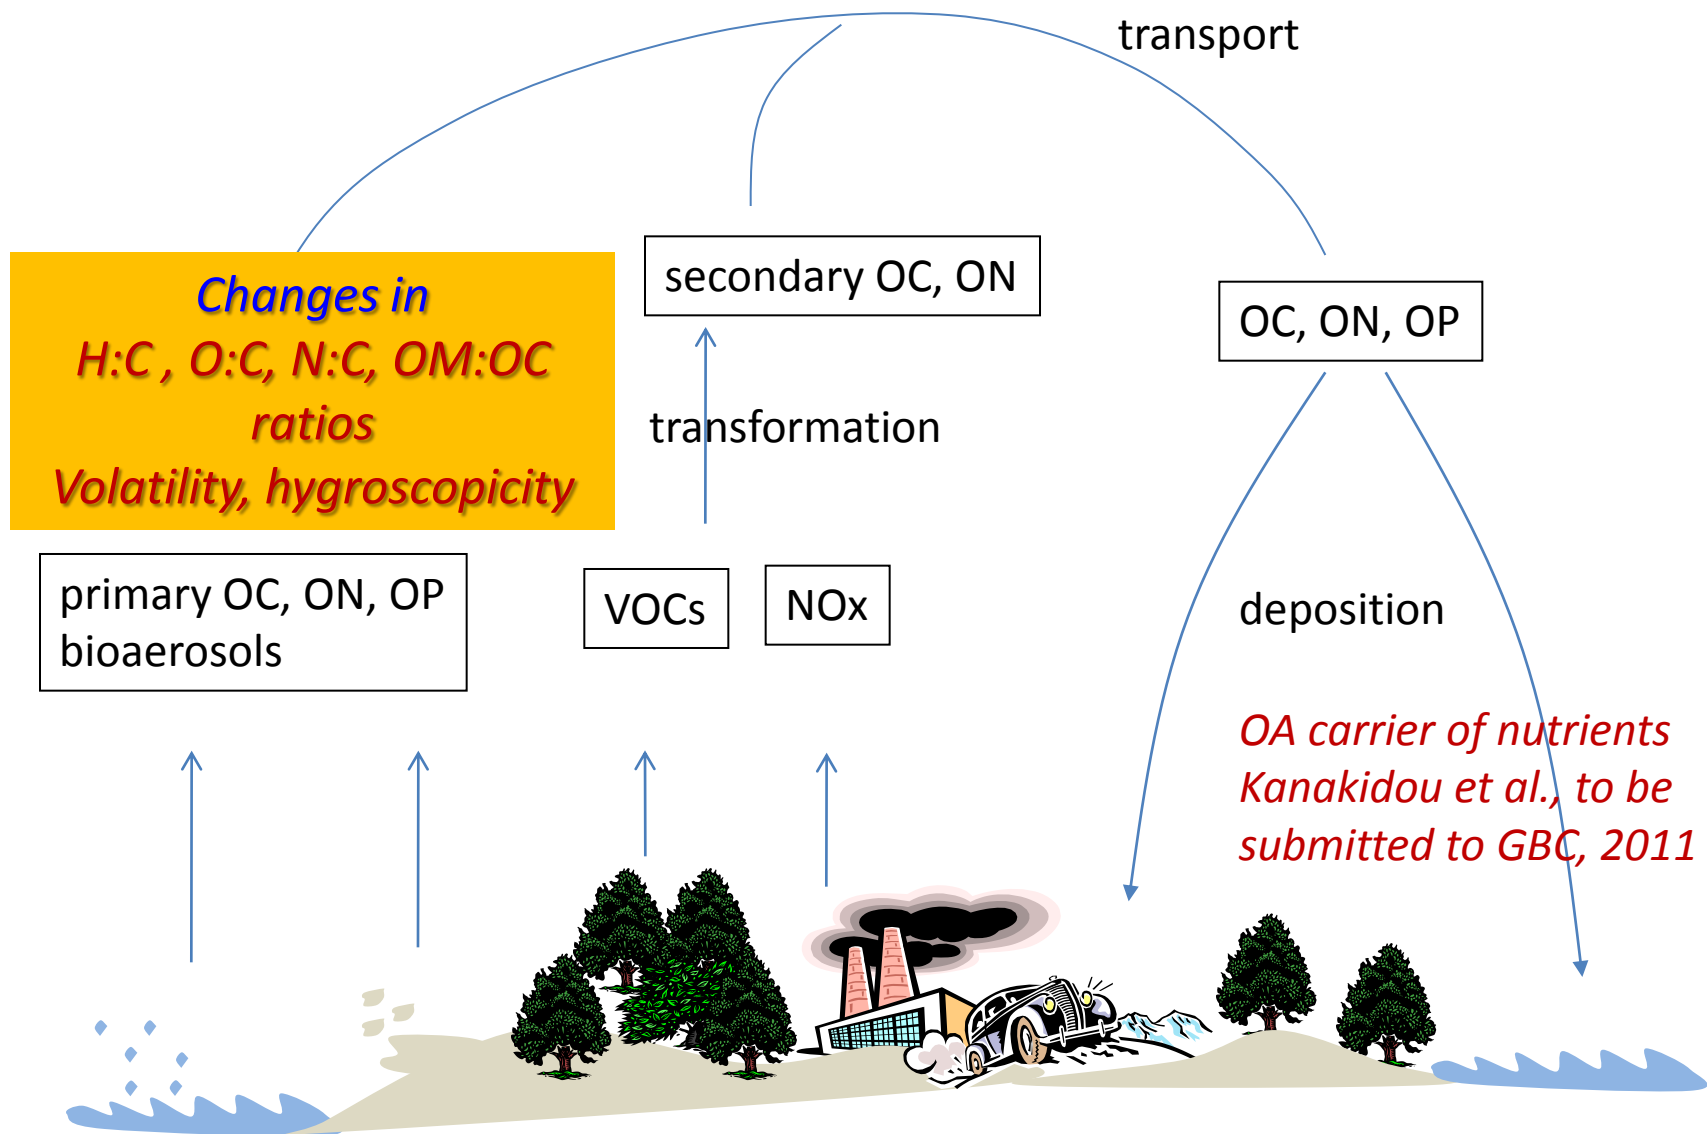 transport
Changes in
H:C , O:C, N:C, OM:OC
ratios
Volatility, hygroscopicity
secondary OC, ON
OC, ON, OP
transformation
primary OC, ON, OP
bioaerosols
VOCs
NOx
deposition
OA carrier of nutrients
Kanakidou et al., to be
submitted to GBC, 2011